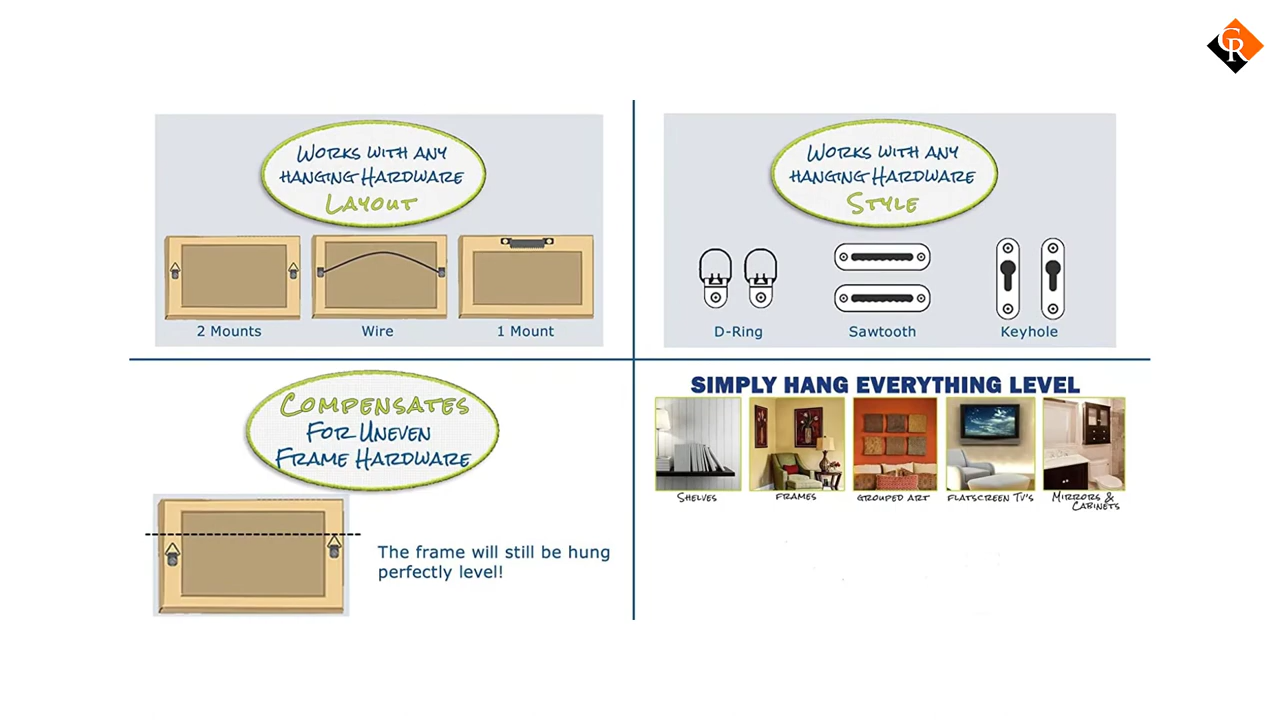 GR
WORKS WITH ANY
HANGING HARDWARE
LAYOUT
2 Mounts
Wire
1 Mount
WORKS WITH ANY
HANGING HARDWARE
STYLE
D-Ring
Sawtooth
Keyhole
COMPENSATES
FOR UNEVEN
FRAME HARDWARE
The frame will still be hung
perfectly level!
SIMPLY HANG EVERYTHING LEVEL
SHELVES
FRAMES
GROUPED ART
FLATSCREEN TV'S
MIRRORS &
CABINETS